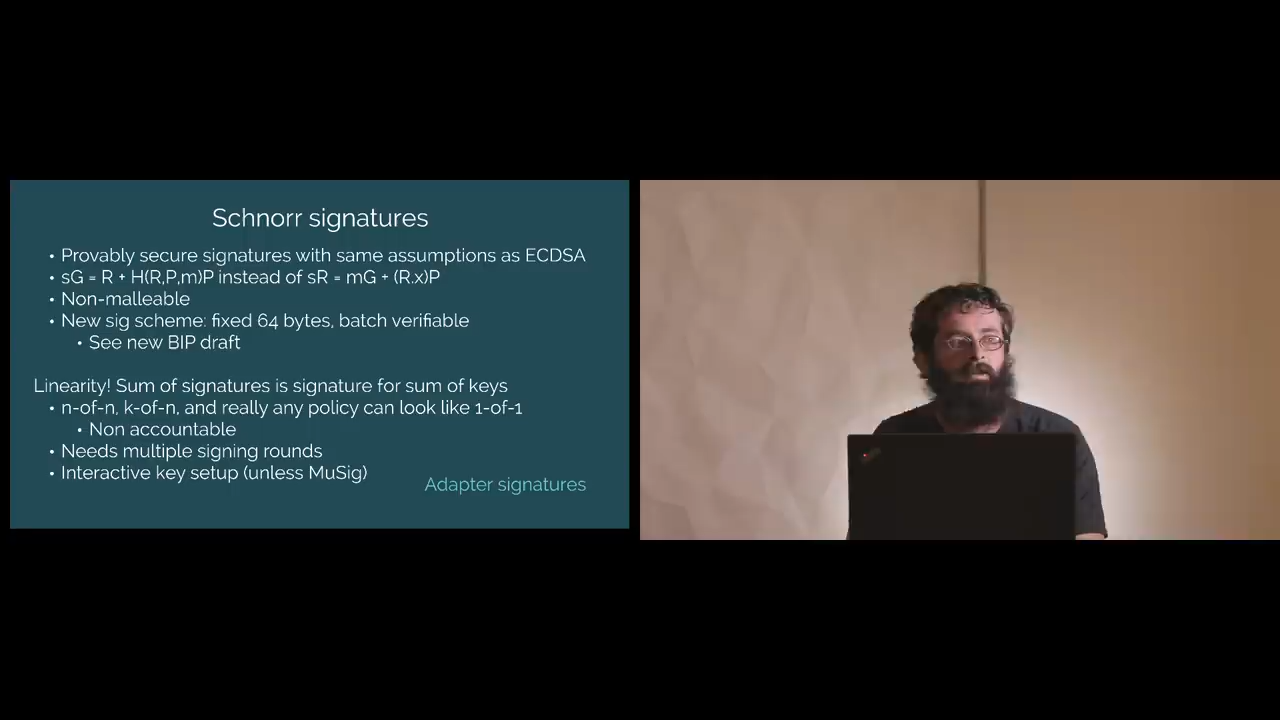 Schnorr signatures
• Provably secure signatures with same assumptions as ECDSA
• sG = R + H(R,P,m)P instead of sR = mG + (R.x)P
• Non-malleable
• New sig scheme: fixed 64 bytes, batch verifiable
• See new BIP draft
Linearity! Sum of signatures is signature for sum of keys
• n-of-n, k-of-n, and really any policy can look like 1-of-1
• Non accountable
• Needs multiple signing rounds
• Interactive key setup (unless MuSig)
Adapter signatures